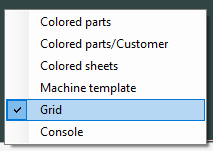 Colored parts
Colored parts/Customer
Colored sheets
Machine template
Grid
Console